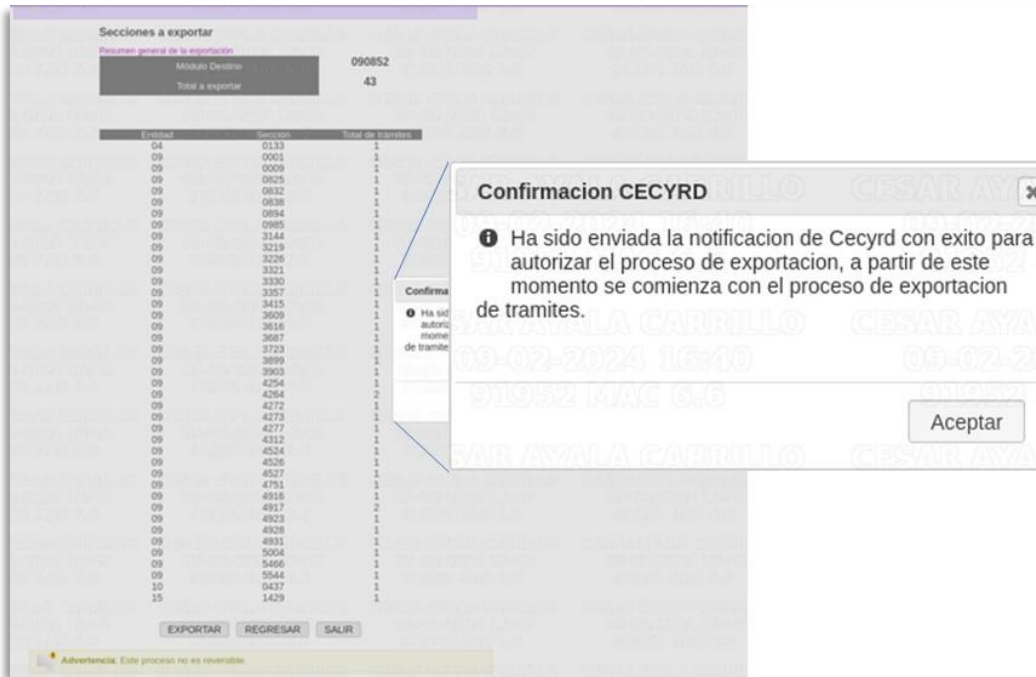 Secciones a exportar
Resumen general de la exportación
Módulo Destino 090852
Total a exportar 43
Entidad Sección Total de trámites
04 0133 1
09 0001 1
09 0009 1
09 0825 1
09 0832 1
09 0838 1
09 0894 1
09 0985 1
09 3144 1
09 3219 1
09 3226 1
09 3321 1
09 3330 1
09 3357 1
09 3415 1
09 3609 1
09 3616 1
09 3687 1
09 3723 1
09 3899 1
09 3903 1
09 4254 1
09 4264 2
09 4272 1
09 4273 1
09 4277 1
09 4312 1
09 4524 1
09 4526 1
09 4527 1
09 4751 1
09 4916 1
09 4917 2
09 4923 1
09 4928 1
09 4931 1
09 5004 1
09 5466 1
09 5544 1
10 0437 1
15 1429 1
EXPORTAR REGRESAR SALIR
Advertencia: Este proceso no es reversible.
Confirma
Ha sid
autoriz
mome
de tramite
Confirmacion CECYRD
Ha sido enviada la notificacion de Cecyrd con exito para
autorizar el proceso de exportacion, a partir de este
momento se comienza con el proceso de exportacion
de tramites.
Aceptar
CESAR AYALA CARRILLO
09-02-2024 16:40
91952 MAC 6.6